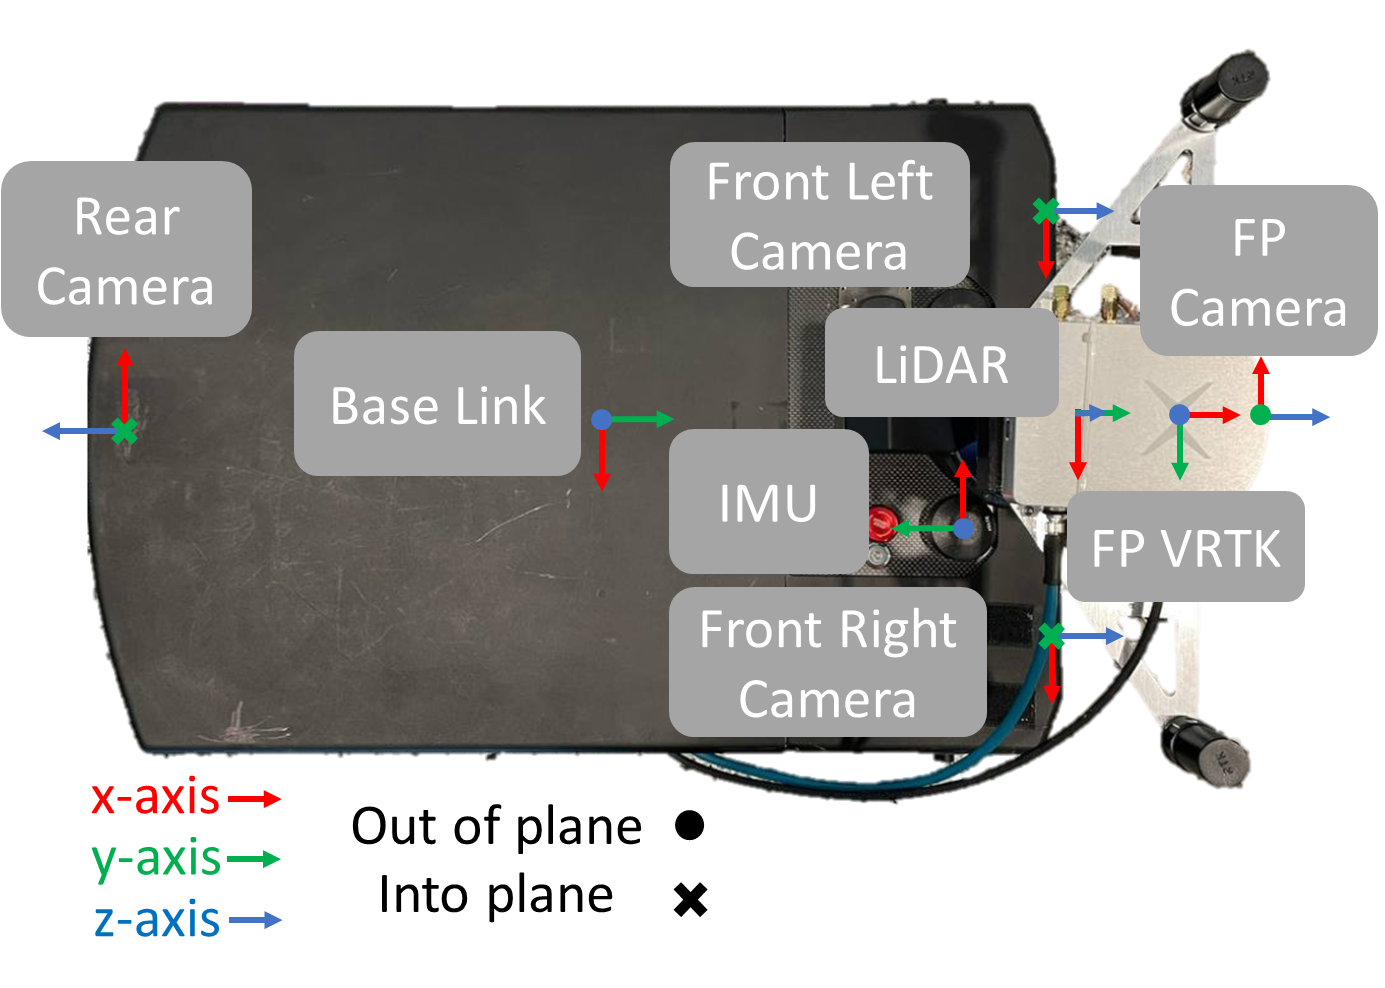 Front Left
Camera
Rear
Camera
FP
Camera
LiDAR
Base Link
IMU
FP VRTK
Front Right
Camera
x-axis
y-axis
z-axis
Out of plane
Into plane
RTK